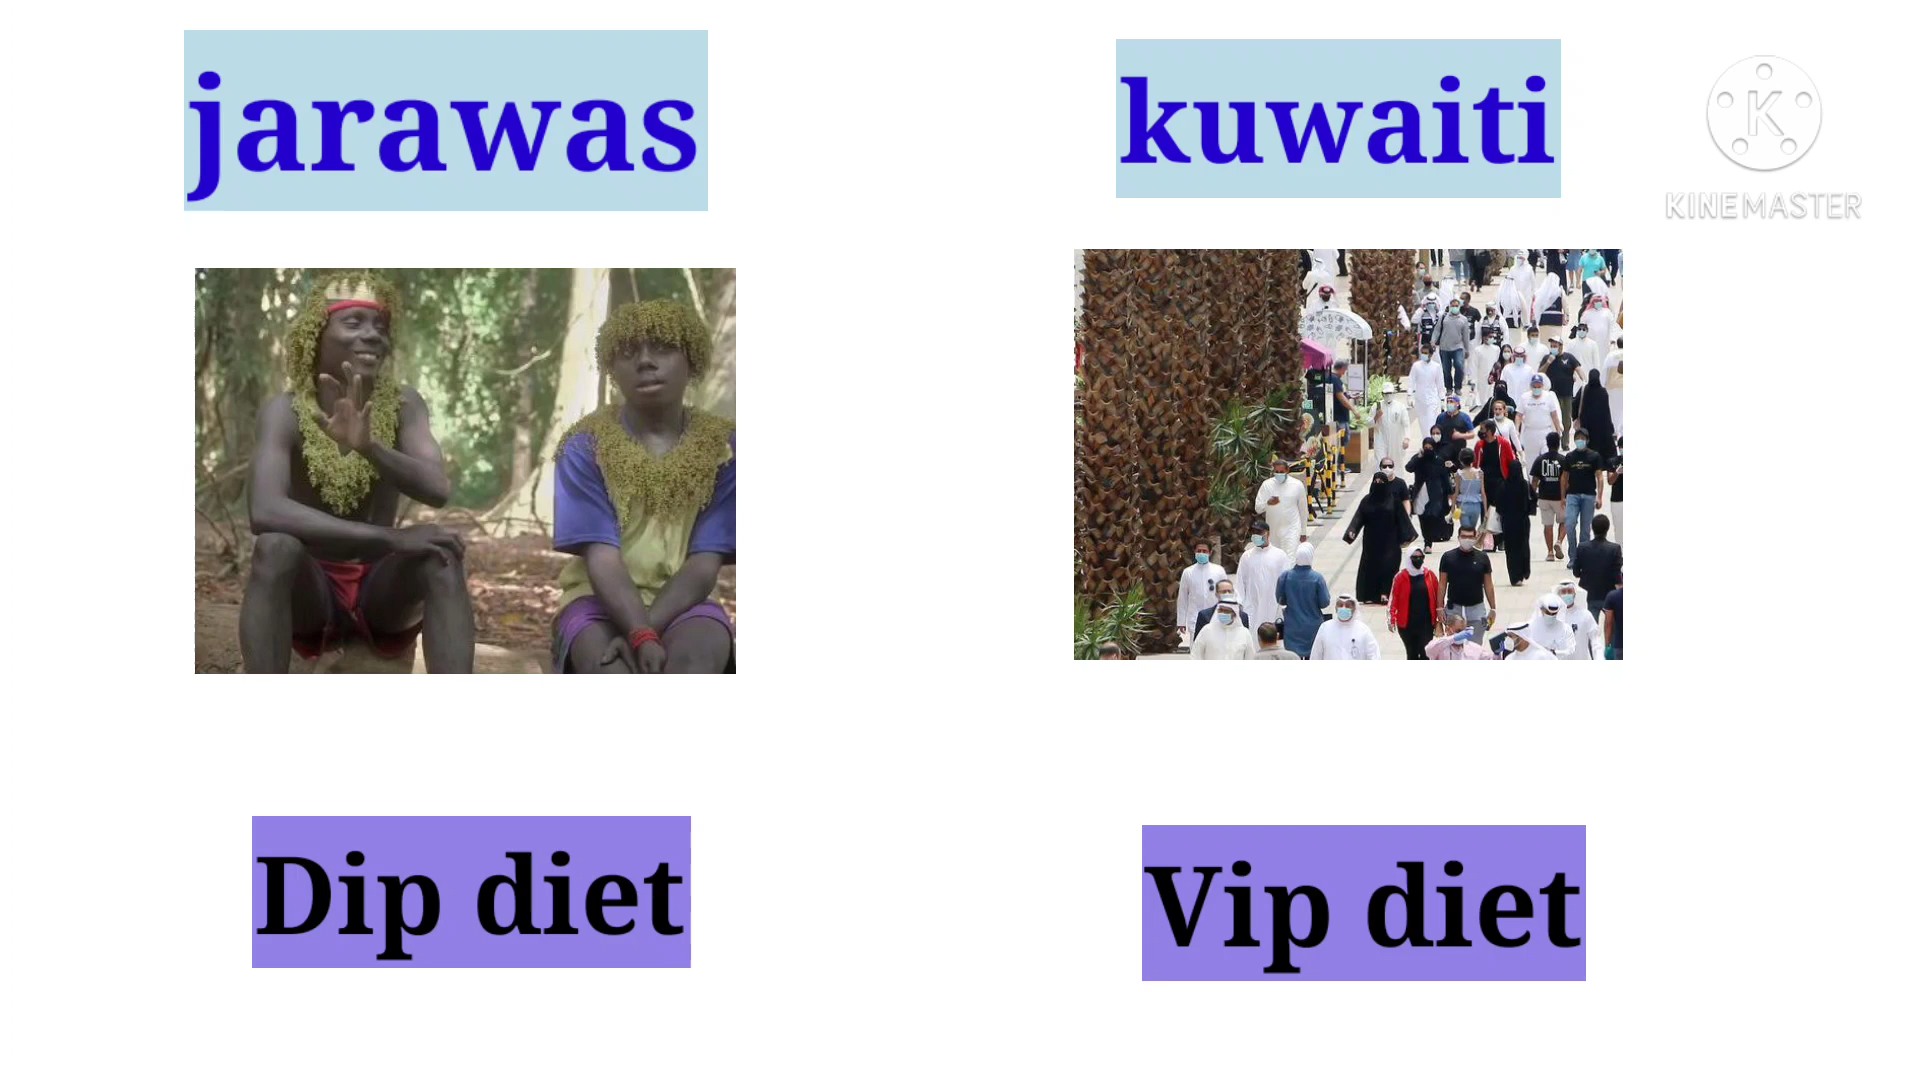 jarawas
kuwaiti
K
KINEMASTER
Dip diet
Vip diet